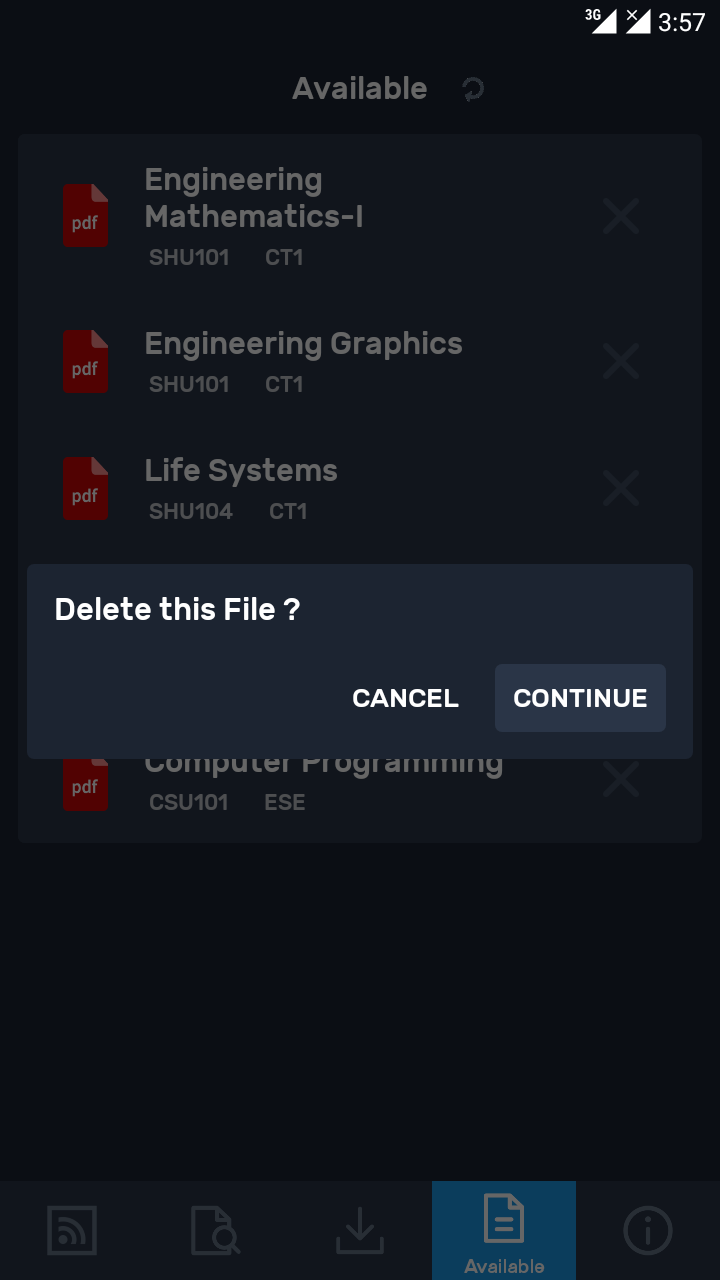 3G 3:57
Available
Engineering
Mathematics-I
pdf
SHU101 CT1
Engineering Graphics
pdf
SHU101 CT1
Life Systems
pdf
SHU104 CT1
Delete this File ?
CANCEL CONTINUE
Computer Programming
pdf
CSU101 ESE
Available